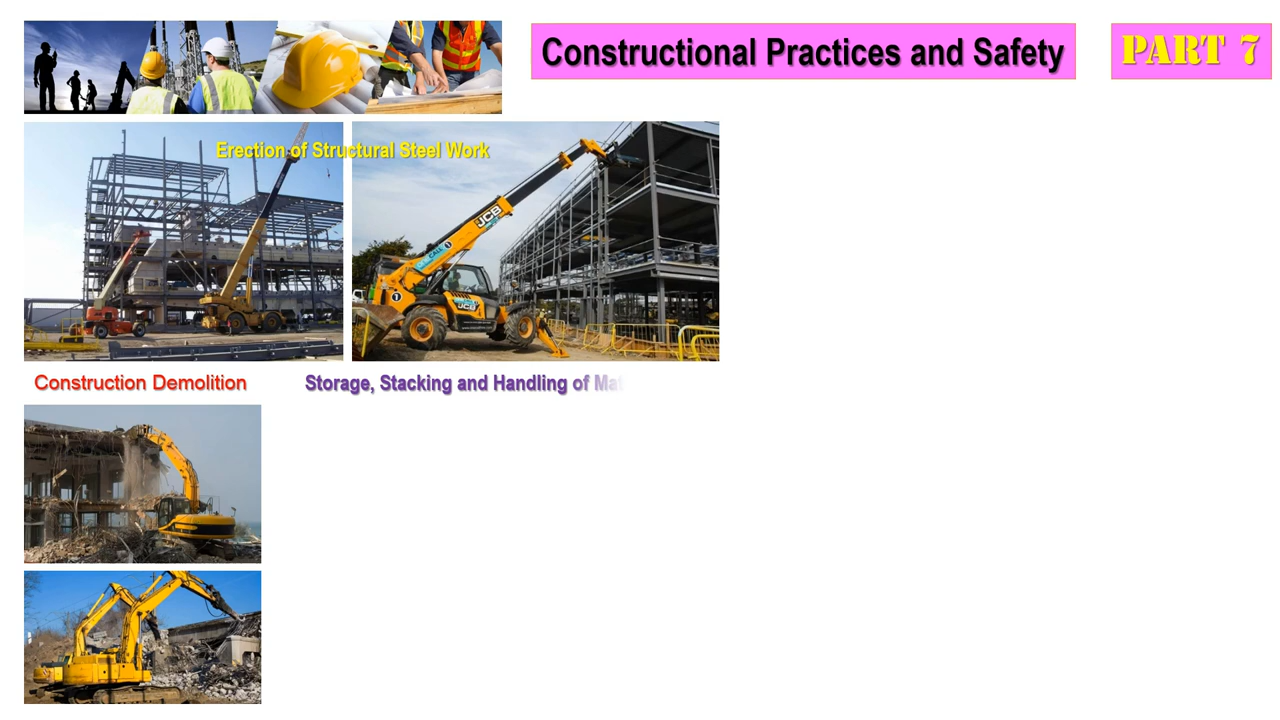 Constructional Practices and Safety
PART 7
Erection of Structural Steel Work
JCB
1
Construction Demolition
Storage, Stacking and Handling of